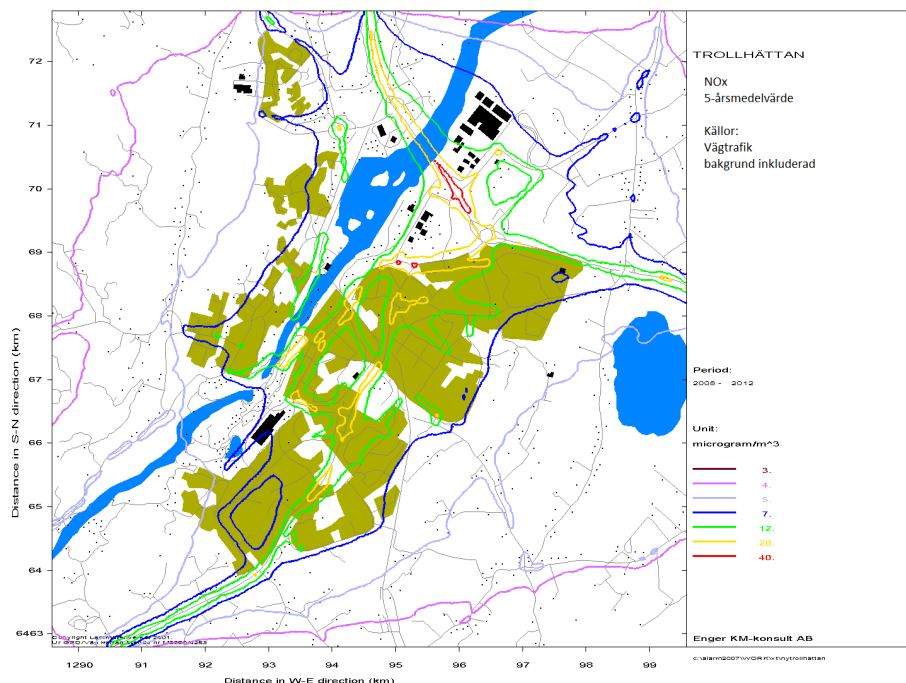 TROLLHÄTTAN
NOx
5-årsmedelvärde
Källor:
Vägtrafik
bakgrund inkluderad
72
71
70
69
68
67
66
65
64
6463
Distance in S-N direction (km)
1290
91
92
93
94
95
96
97
98
99
Distance in W-E direction (km)
Period:
2008 - 2012
Unit:
microgram/m^3
3.
4.
5.
7.
12.
20.
40.
Enger KM-konsult AB